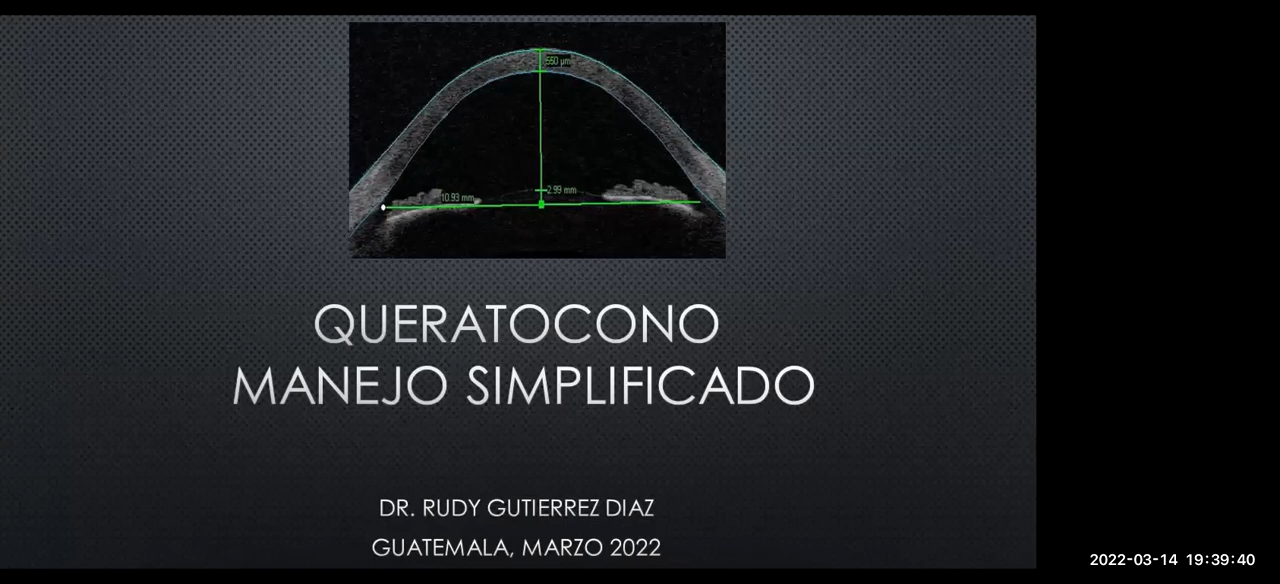 550 µm
2.99 mm
10.93 mm
QUERATOCONO
MANEJO SIMPLIFICADO
DR. RUDY GUTIERREZ DIAZ
GUATEMALA, MARZO 2022
2022-03-14 19:39:40